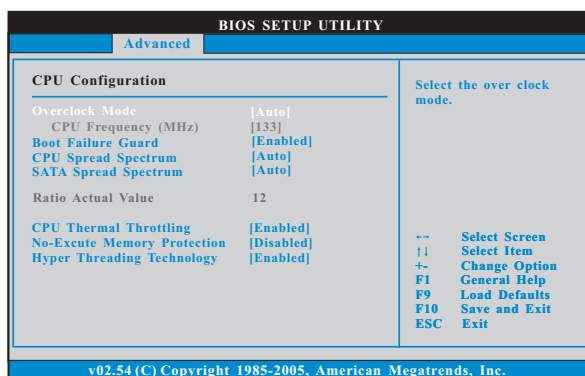 BIOS SETUP UTILITY
Advanced
CPU Configuration
Overclock Mode [Auto]
CPU Frequency (MHz) [133]
Boot Failure Guard [Enabled]
CPU Spread Spectrum [Auto]
SATA Spread Spectrum [Auto]
Ratio Actual Value 12
CPU Thermal Throttling [Enabled]
No-Excute Memory Protection [Disabled]
Hyper Threading Technology [Enabled]
Select the over clock
mode.
←→ Select Screen
↑↓ Select Item
+- Change Option
F1 General Help
F9 Load Defaults
F10 Save and Exit
ESC Exit
v02.54 (C) Copyright 1985-2005, American Megatrends, Inc.